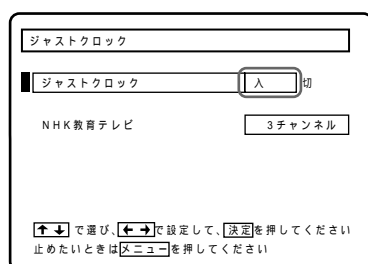 ジャストクロック
ジャストクロック 入 切
NHK教育テレビ 3チャンネル
↑↓で選び、←→で設定して、決定を押してください
止めたいときはメニューを押してください